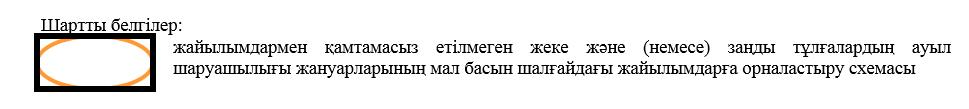 Шартты белгілер:
жайылымдармен қамтамасыз етілмеген жеке және (немесе) заңды тұлғалардың ауыл
шаруашылығы жануарларының мал басын шалғайдағы жайылымдарға орналастыру схемасы